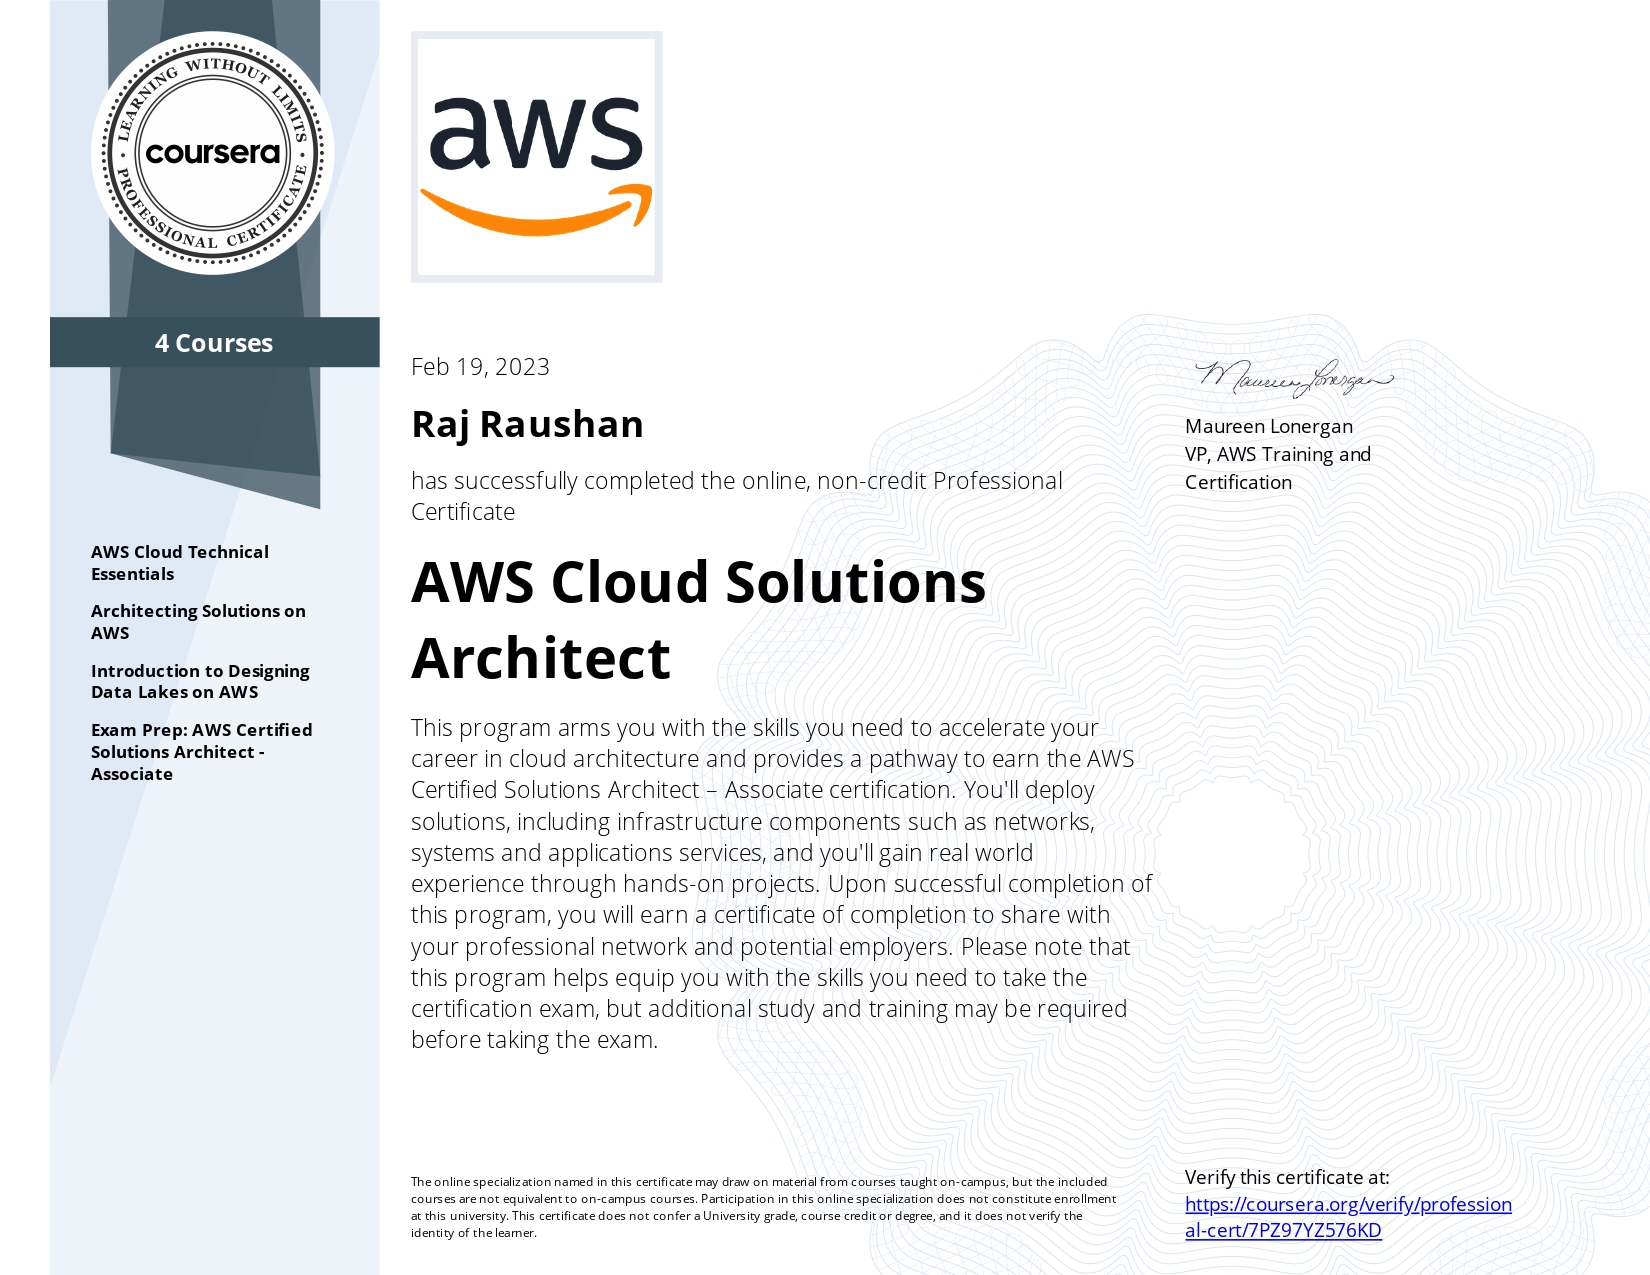 LEARNING WITHOUT LIMITS
coursera
PROFESSIONAL CERTIFICATE
4 Courses
AWS Cloud Technical
Essentials
Architecting Solutions on
AWS
Introduction to Designing
Data Lakes on AWS
Exam Prep: AWS Certified
Solutions Architect -
Associate
aws
Feb 19, 2023
Raj Raushan
has successfully completed the online, non-credit Professional
Certificate
AWS Cloud Solutions
Architect
This program arms you with the skills you need to accelerate your
career in cloud architecture and provides a pathway to earn the AWS
Certified Solutions Architect – Associate certification. You'll deploy
solutions, including infrastructure components such as networks,
systems and applications services, and you'll gain real world
experience through hands-on projects. Upon successful completion of
this program, you will earn a certificate of completion to share with
your professional network and potential employers. Please note that
this program helps equip you with the skills you need to take the
certification exam, but additional study and training may be required
before taking the exam.
Maureen Lonergan
Maureen Lonergan
VP, AWS Training and
Certification
The online specialization named in this certificate may draw on material from courses taught on-campus, but the included
courses are not equivalent to on-campus courses. Participation in this online specialization does not constitute enrollment
at this university. This certificate does not confer a University grade, course credit or degree, and it does not verify the
identity of the learner.
Verify this certificate at:
https://coursera.org/verify/profession
al-cert/7PZ97YZ576KD